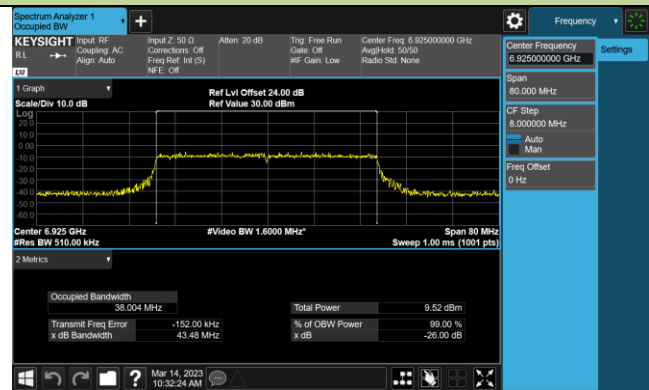 Spectrum Analyzer 1
Occupied BW
Frequency
KEYSIGHT
Input: RF
Coupling: AC
Align: Auto
Input Z: 50 Ω
Corrections: Off
Freq Ref: Int (S)
NFE: Off
Atten: 20 dB
Trig: Free Run
Gate: Off
#IF Gain: Low
Center Freq: 6.925000000 GHz
Avg|Hold: 50/50
Radio Std: None
R L
LXI
Center Frequency
6.925000000 GHz
Settings
Span
80.000 MHz
CF Step
8.000000 MHz
Auto
Man
Freq Offset
0 Hz
1 Graph
Scale/Div 10.0 dB
Ref Lvl Offset 24.00 dB
Ref Value 30.00 dBm
Log
20.0
10.0
0.00
-10.0
-20.0
-30.0
-40.0
-50.0
-60.0
Center 6.925 GHz
#Res BW 510.00 kHz
#Video BW 1.6000 MHz*
Span 80 MHz
Sweep 1.00 ms (1001 pts)
2 Metrics
Occupied Bandwidth
38.004 MHz
Total Power 9.52 dBm
Transmit Freq Error -152.00 kHz
% of OBW Power 99.00 %
x dB Bandwidth 43.48 MHz
x dB -26.00 dB
?
Mar 14, 2023
10:32:24 AM